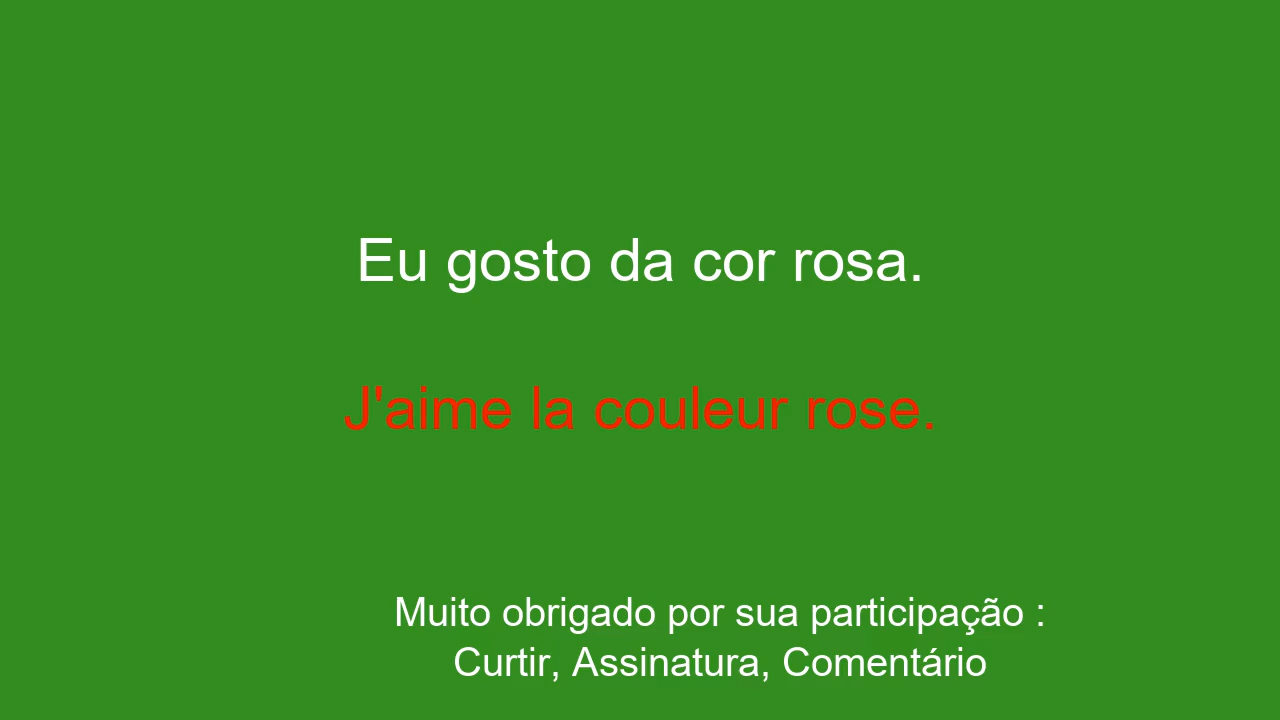 Eu gosto da cor rosa.
J'aime la couleur rose.
Muito obrigado por sua participação :
Curtir, Assinatura, Comentário